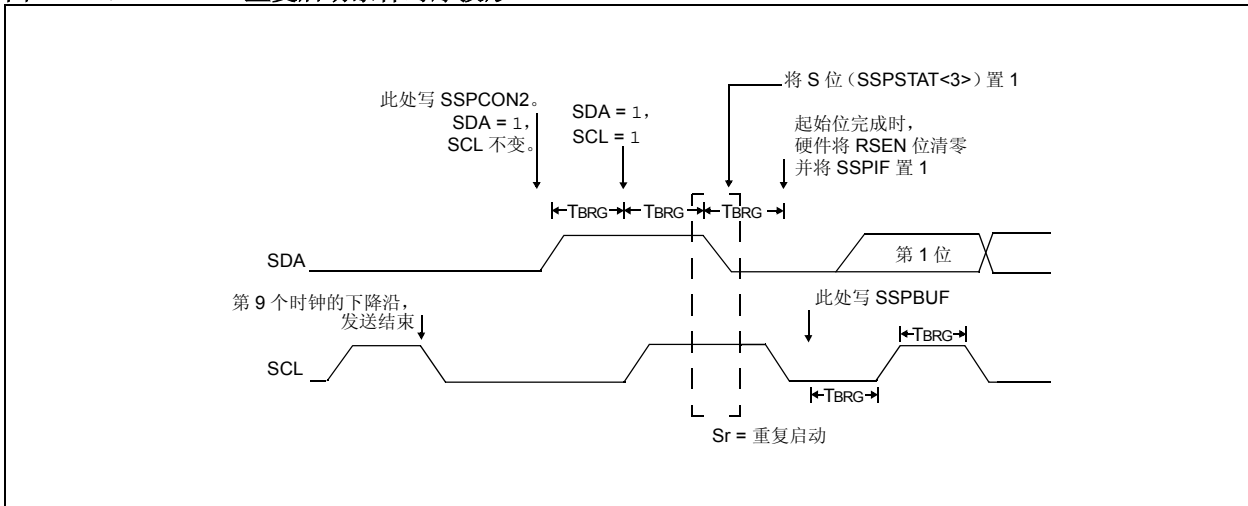 将 S 位（SSPSTAT<3>）置 1
此处写 SSPCON2。
SDA = 1，
SCL 不变。
SDA = 1，
SCL = 1
起始位完成时，
硬件将 RSEN 位清零
并将 SSPIF 置 1
TBRG
TBRG
TBRG
SDA
第 1 位
第 9 个时钟的下降沿，
发送结束
此处写 SSPBUF
TBRG
SCL
TBRG
Sr = 重复启动